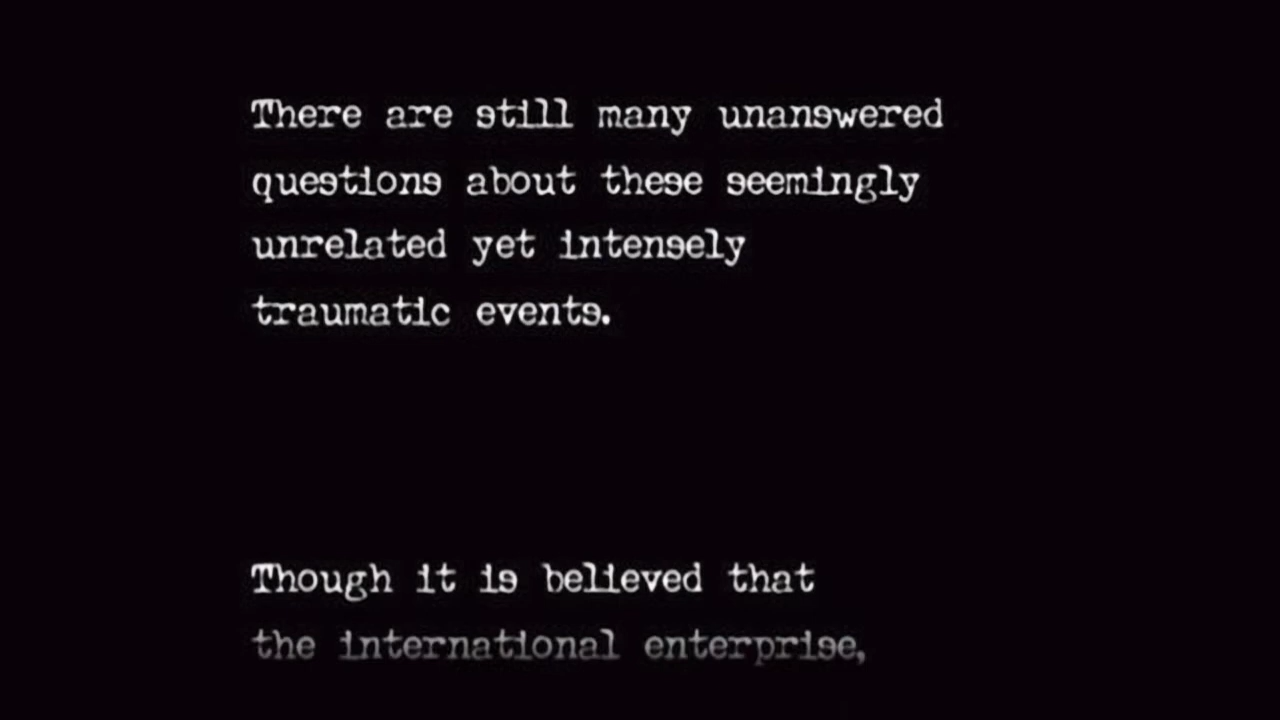 There are still many unanswered
questions about these seemingly
unrelated yet intensely
traumatic events.
Though it is believed that
the international enterprise,